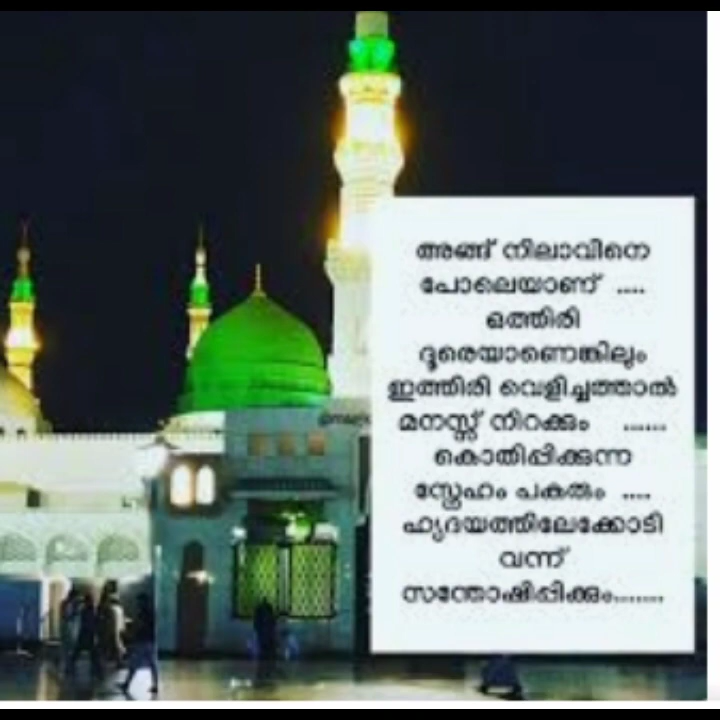 അങ്ങ് നിലാവിനെ
പോലെയാണ് ....
ഒത്തിരി
ദൂരെയാണെങ്കിലും
ഇത്തിരി വെളിച്ചത്താൽ
മനസ്സ് നിറക്കും ......
കൊതിപ്പിക്കുന്ന
സ്നേഹം പകരും ....
ഹൃദയത്തിലേക്കോടി
വന്ന്
സന്തോഷിപ്പിക്കും.......